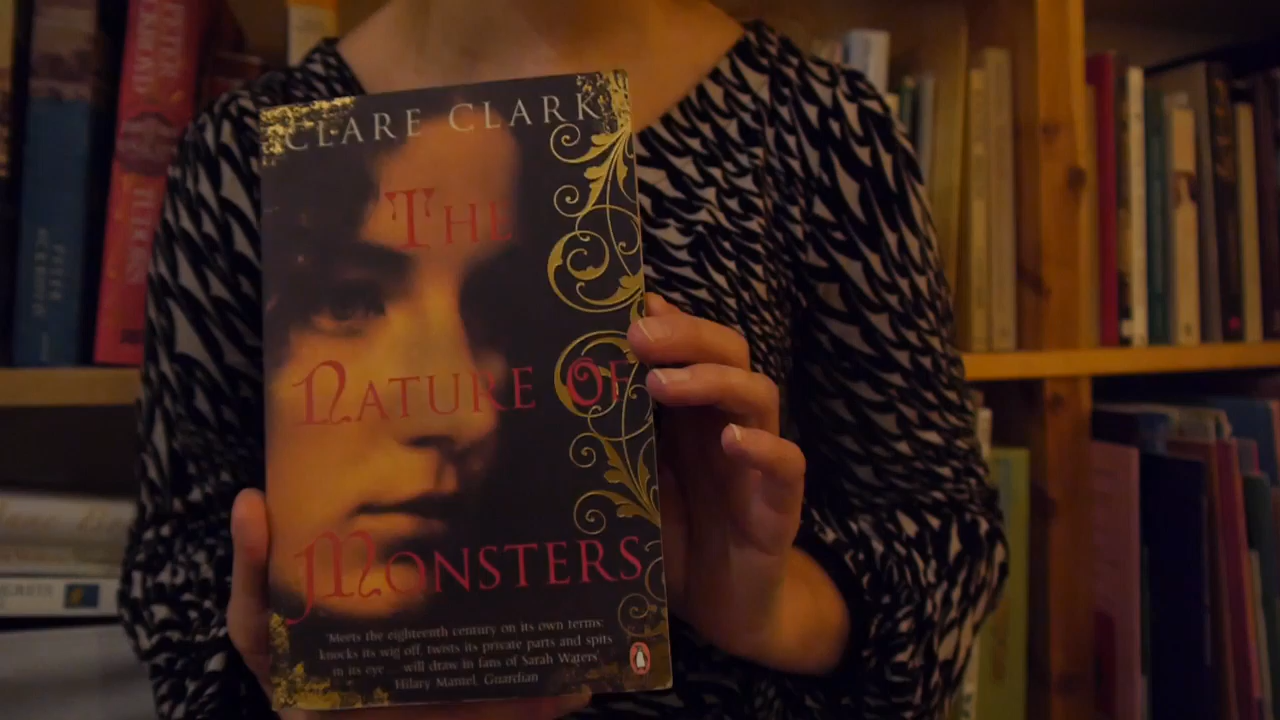 CLARE CLARK
THE
NATURE OF
MONSTERS
'Meets the eighteenth century on its own terms:
knocks its wig off, twists its private parts and spits
in its eye ... will draw in fans of Sarah Waters'
Hilary Mantel, Guardian